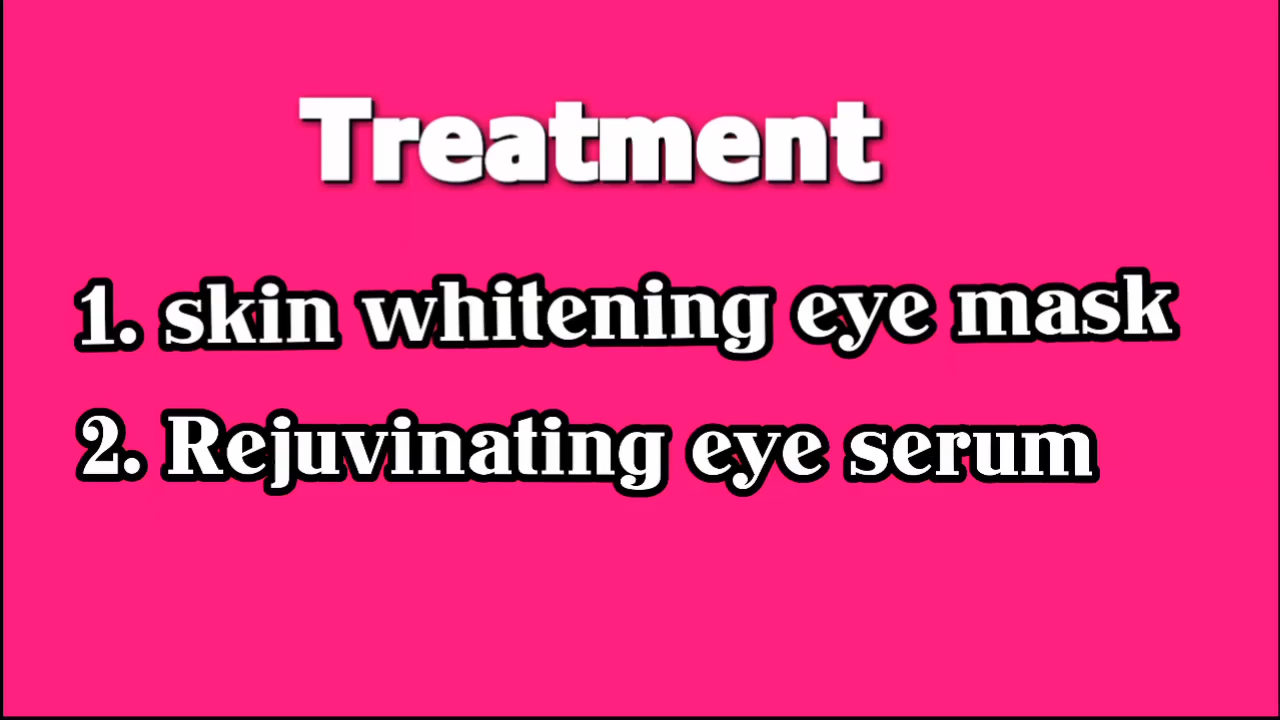 Treatment
1. skin whitening eye mask
2. Rejuvinating eye serum